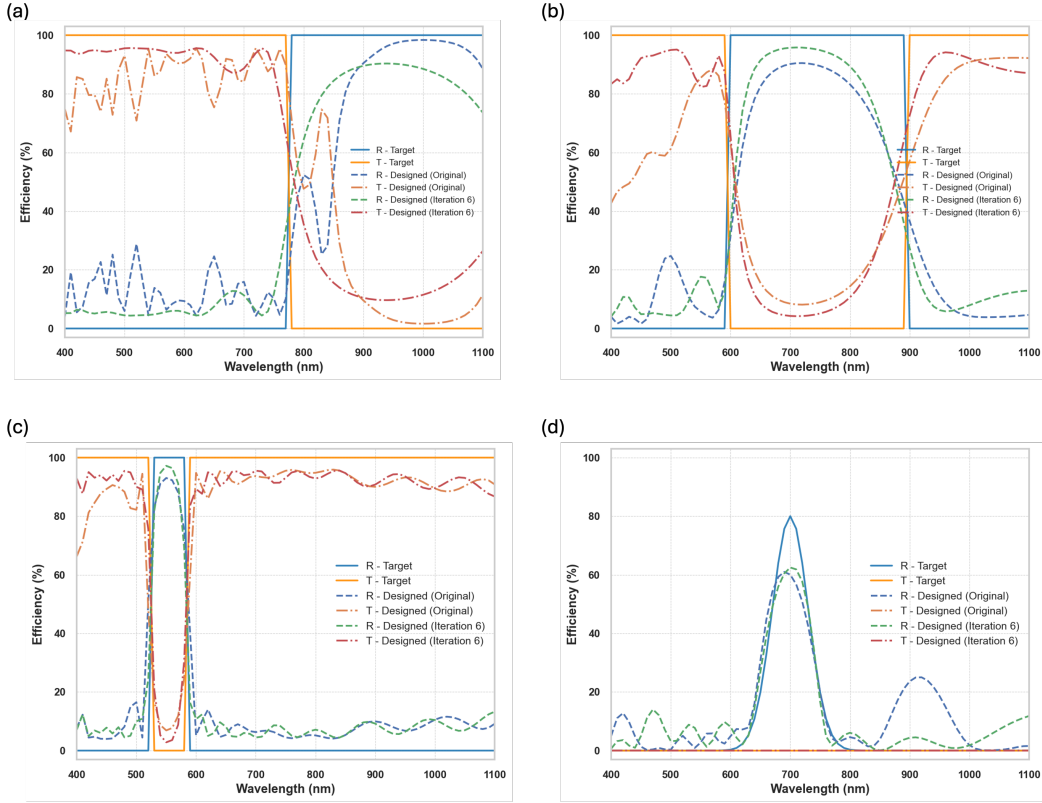 (a)
100
80
60
40
20
0
Efficiency (%)
400 500 600 700 800 900 1000 1100
Wavelength (nm)
R - Target
T - Target
R - Designed (Original)
T - Designed (Original)
R - Designed (Iteration 6)
T - Designed (Iteration 6)
(b)
100
80
60
40
20
0
Efficiency (%)
400 500 600 700 800 900 1000 1100
Wavelength (nm)
R - Target
T - Target
R - Designed (Original)
T - Designed (Original)
R - Designed (Iteration 6)
T - Designed (Iteration 6)
(c)
100
80
60
40
20
0
Efficiency (%)
400 500 600 700 800 900 1000 1100
Wavelength (nm)
R - Target
T - Target
R - Designed (Original)
T - Designed (Original)
R - Designed (Iteration 6)
T - Designed (Iteration 6)
(d)
100
80
60
40
20
0
Efficiency (%)
400 500 600 700 800 900 1000 1100
Wavelength (nm)
R - Target
T - Target
R - Designed (Original)
T - Designed (Original)
R - Designed (Iteration 6)
T - Designed (Iteration 6)